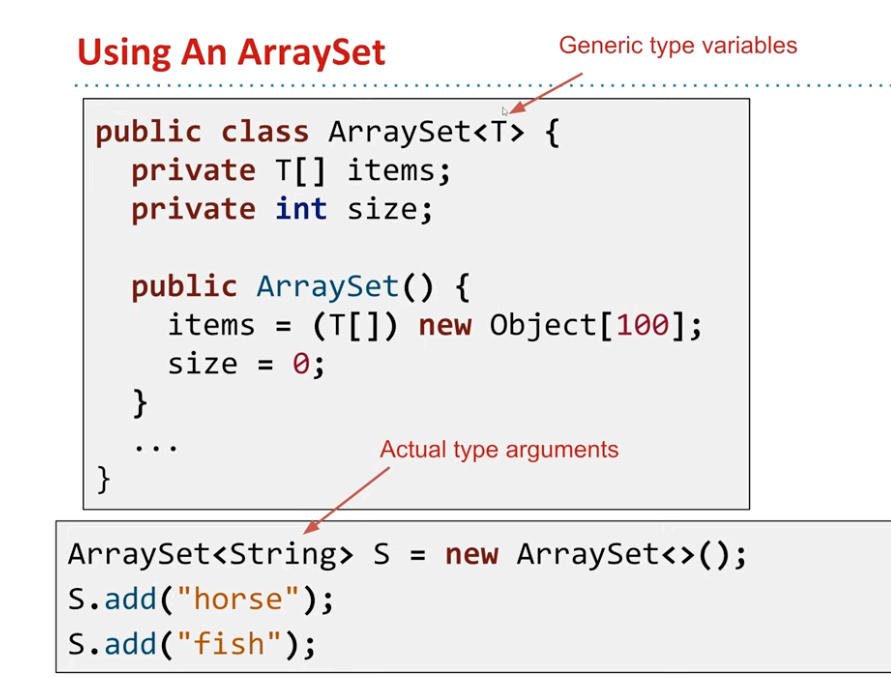 Using An ArraySet
Generic type variables
public class ArraySet<T> {
  private T[] items;
  private int size;

  public ArraySet() {
    items = (T[]) new Object[100];
    size = 0;
  }
  ...
Actual type arguments
}
ArraySet<String> S = new ArraySet<>();
S.add("horse");
S.add("fish");